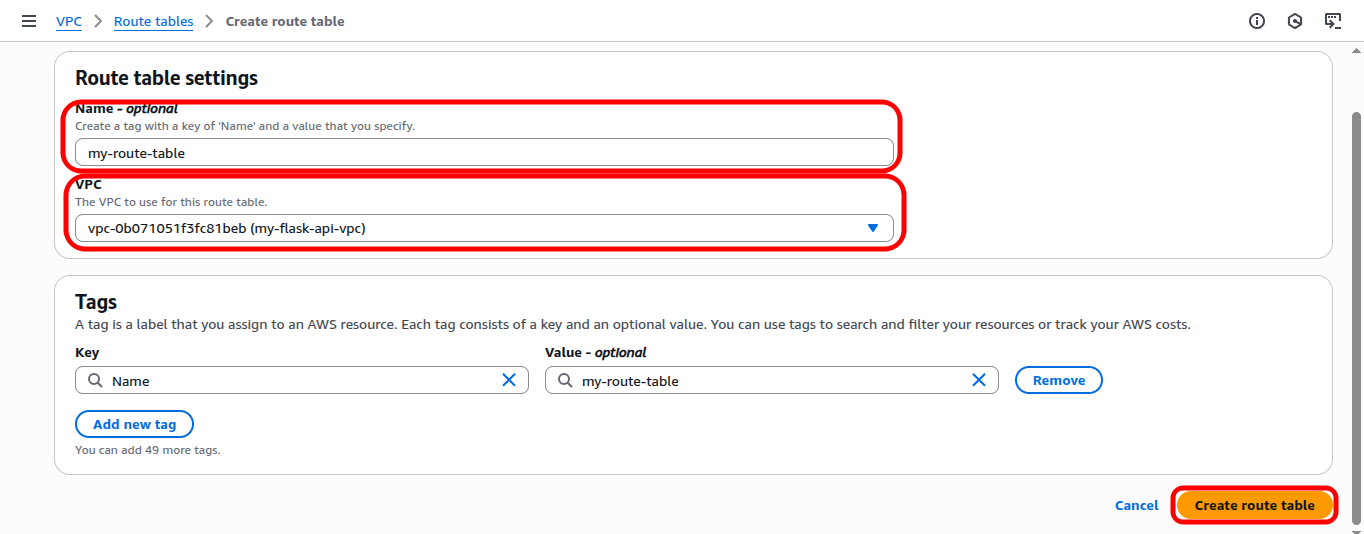 VPC > Route tables > Create route table
Route table settings
Name – optional
Create a tag with a key of 'Name' and a value that you specify.
my-route-table
VPC
The VPC to use for this route table.
vpc-0b071051f3fc81beb (my-flask-api-vpc)
Tags
A tag is a label that you assign to an AWS resource. Each tag consists of a key and an optional value. You can use tags to search and filter your resources or track your AWS costs.
Key Value – optional
Name my-route-table Remove
Add new tag
You can add 49 more tags.
Cancel Create route table